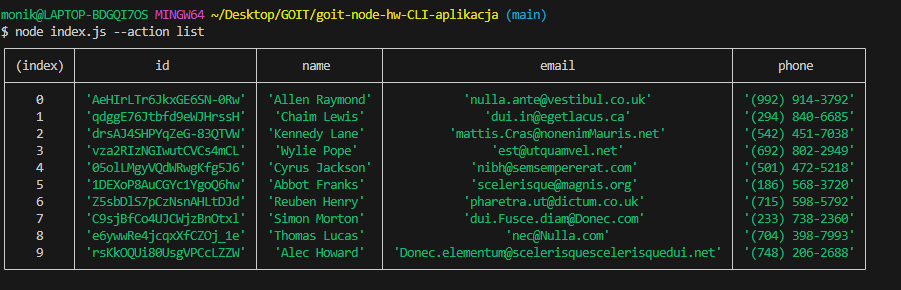 monik@LAPTOP-BDGQI7OS MINGW64 ~/Desktop/GOIT/goit-node-hw-CLI-aplikacja (main)
$ node index.js --action list
(index) id name email phone
0 'AeHIrLTr6JkxGE6SN-0Rw' 'Allen Raymond' 'nulla.ante@vestibul.co.uk' '(992) 914-3792'
1 'qdggE76Jtbfd9eWJHrssH' 'Chaim Lewis' 'dui.in@egetlacus.ca' '(294) 840-6685'
2 'drsAJ4SHPYqZeG-83QTVW' 'Kennedy Lane' 'mattis.Cras@nonenimMauris.net' '(542) 451-7038'
3 'vza2RIzNGIwutCVCs4mCL' 'Wylie Pope' 'est@utquamvel.net' '(692) 802-2949'
4 '05olLMgyVQdWRwgKfg5J6' 'Cyrus Jackson' 'nibh@semsempererat.com' '(501) 472-5218'
5 '1DEXoP8AuCGYc1YgoQ6hw' 'Abbot Franks' 'scelerisque@magnis.org' '(186) 568-3720'
6 'Z5sbDlS7pCzNsnAHLtDJd' 'Reuben Henry' 'pharetra.ut@dictum.co.uk' '(715) 598-5792'
7 'C9sjBfCo4UJCWjzBnOtxl' 'Simon Morton' 'dui.Fusce.diam@Donec.com' '(233) 738-2360'
8 'e6ywwRe4jcqxXfCZOj_1e' 'Thomas Lucas' 'nec@Nulla.com' '(704) 398-7993'
9 'rsKkOQUi80UsgVPCcLZZW' 'Alec Howard' 'Donec.elementum@scelerisquescelerisquedui.net' '(748) 206-2688'